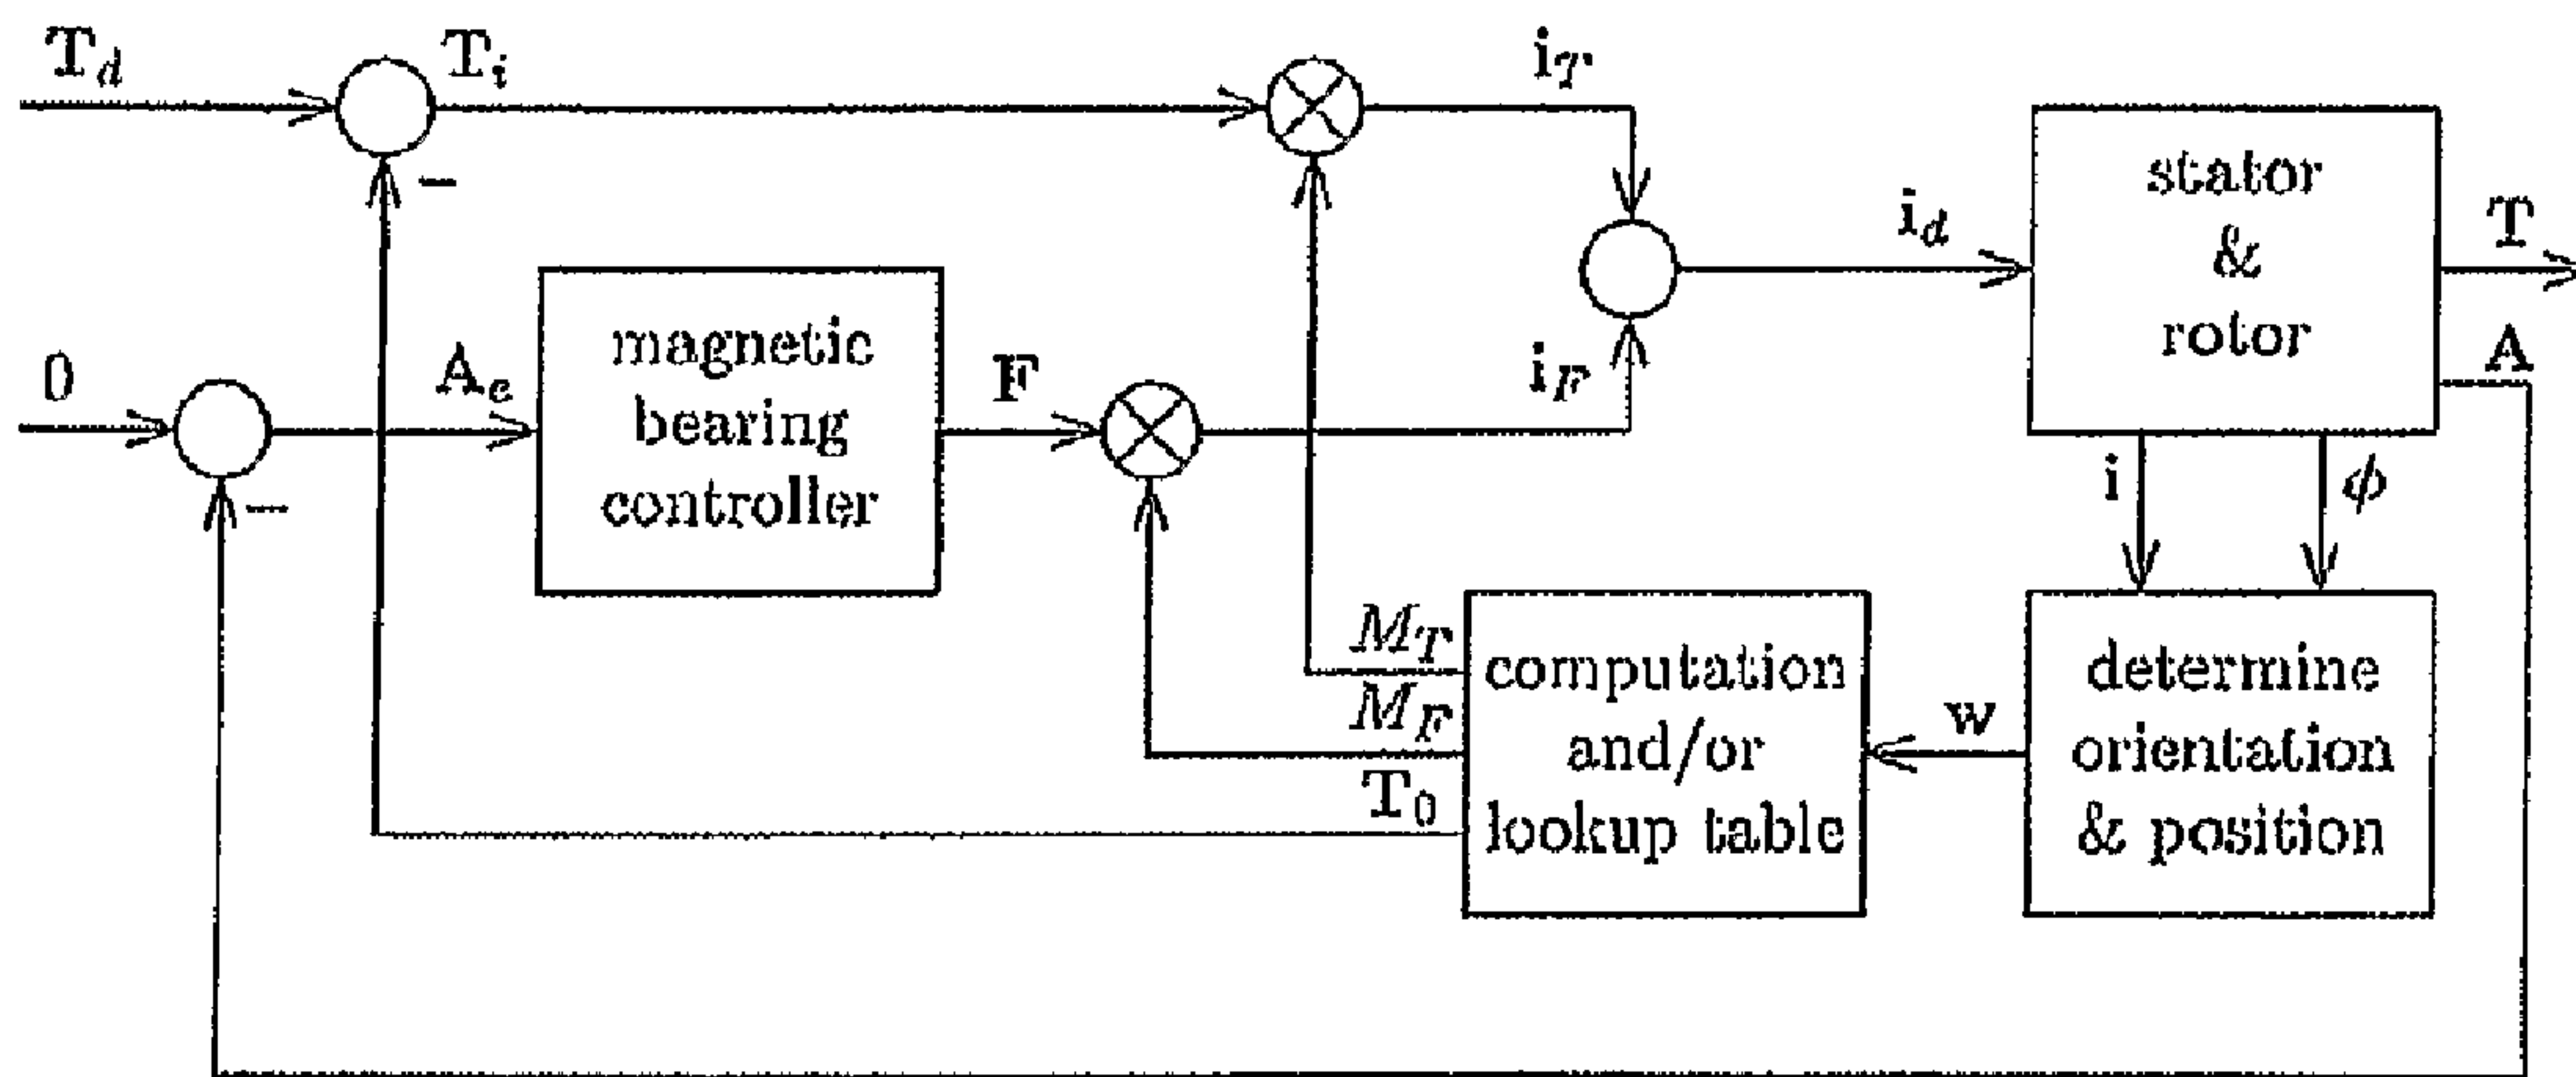 T_d
T_i
i_T
–
stator
&
rotor
i_d
T
A
0
–
A_e
magnetic
bearing
controller
F
i_F
i
ϕ
M_T
M_F
T_0
computation
and/or
lookup table
w
determine
orientation
& position